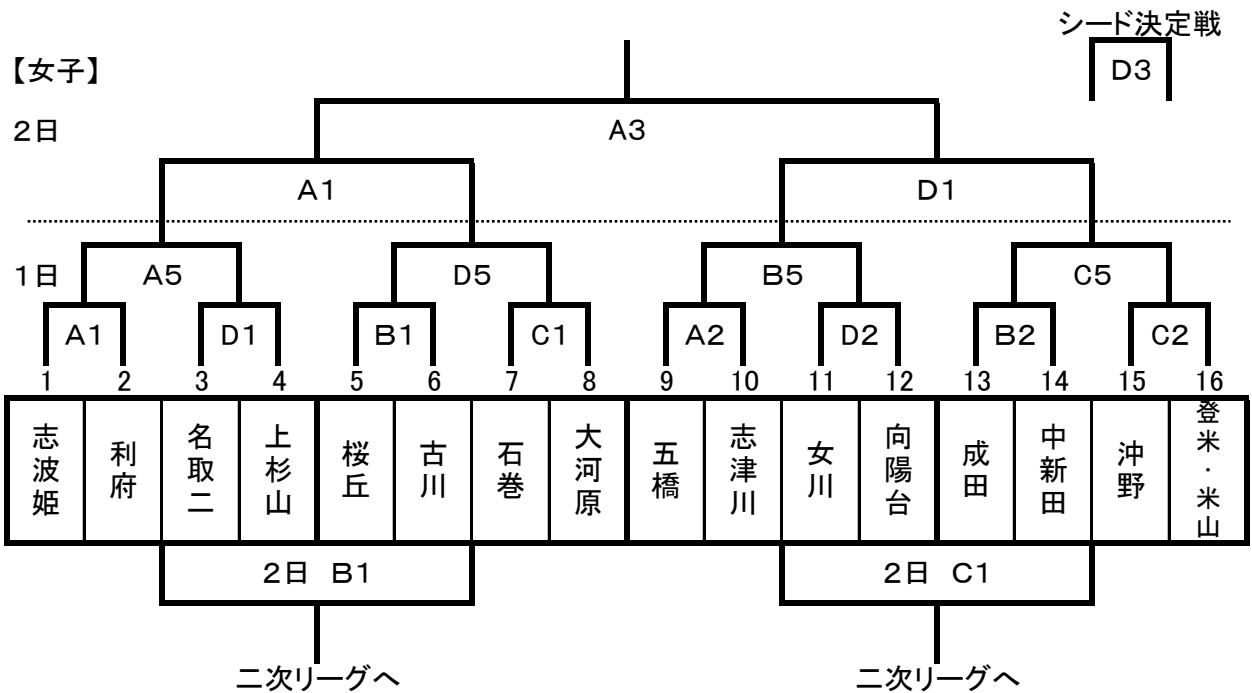 シード決定戦
D3
【女子】
2日
A3
A1
D1
1日
A5
D5
B5
C5
A1
D1
B1
C1
A2
D2
B2
C2
1 2 3 4 5 6 7 8 9 10 11 12 13 14 15 16
志波姫
利府
名取二
上杉山
桜丘
古川
石巻
大河原
五橋
志津川
女川
向陽台
成田
中新田
沖野
登米・米山
2日 B1
2日 C1
二次リーグへ
二次リーグへ